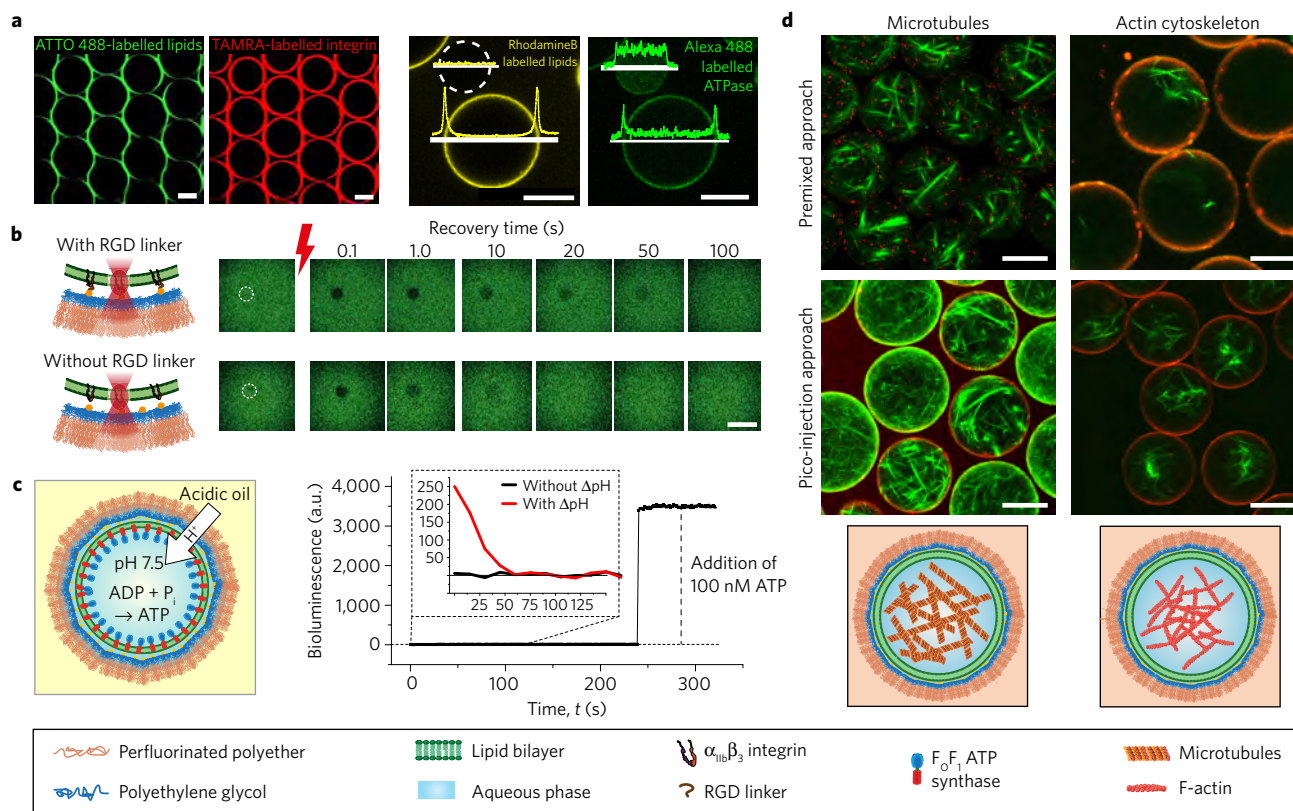 a
ATTO 488-labelled lipids
TAMRA-labelled integrin
RhodamineB
labelled lipids
Alexa 488
labelled
ATPase
b
Recovery time (s)
With RGD linker
0.1
1.0
10
20
50
100
Without RGD linker
c
Acidic oil
H+
pH 7.5
ADP + Pi
→ ATP
Bioluminescence (a.u.)
4,000
3,000
2,000
1,000
0
250
200
150
100
50
0
25
50
75
100
125
Without ΔpH
With ΔpH
Addition of
100 nM ATP
0
100
200
300
Time, t (s)
d
Microtubules
Actin cytoskeleton
Premixed approach
Pico-injection approach
Perfluorinated polyether
Polyethylene glycol
Lipid bilayer
Aqueous phase
αIIbβ3 integrin
RGD linker
FOF1 ATP
synthase
Microtubules
F-actin